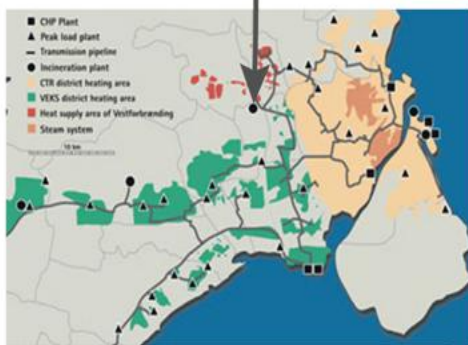 CHP Plant
Peak load plant
Transmission pipeline
Incineration plant
CTR district heating area
VEKS district heating area
Heat supply area of Vestforbrænding
Steam system
10 km